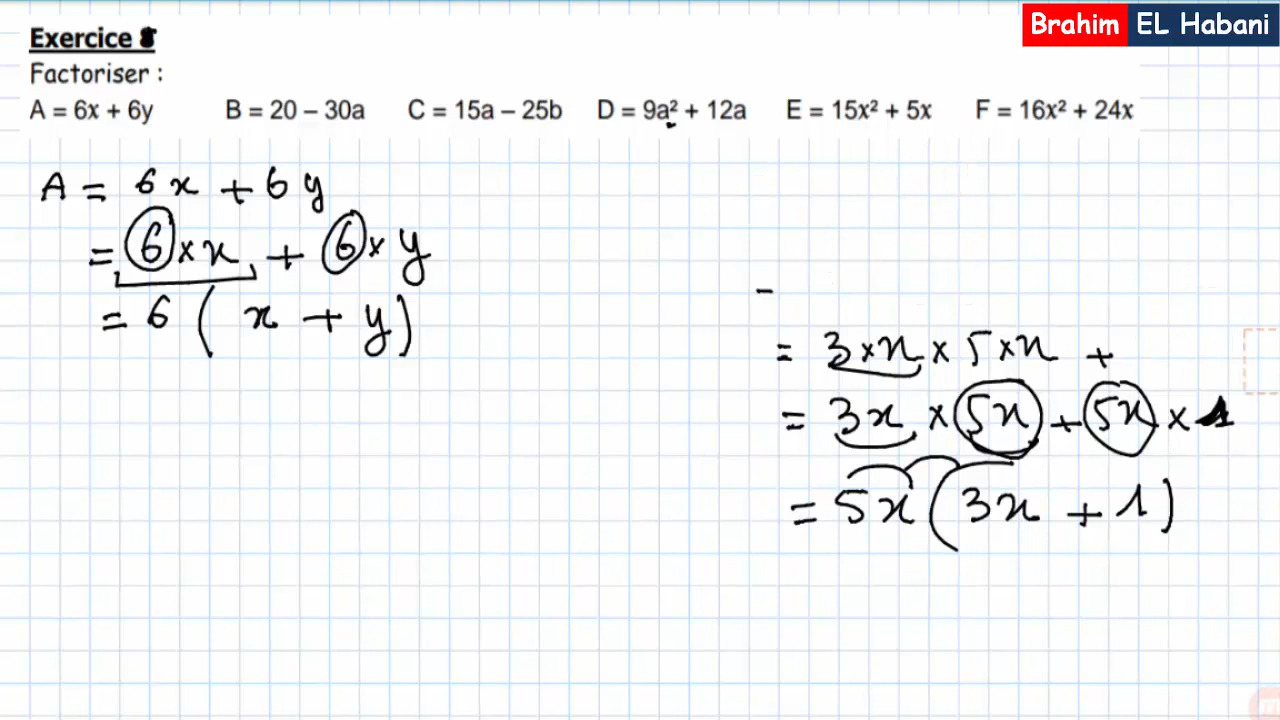 Brahim EL Habani
Exercice
Factoriser :
A = 6x + 6y B = 20 – 30a C = 15a – 25b D = 9a² + 12a E = 15x² + 5x F = 16x² + 24x
A = 6x + 6y
= 6 × x + 6 × y
= 6 ( x + y )
= 3 × x × 5 × x +
= 3x × 5x + 5x × 1
= 5x ( 3x + 1 )